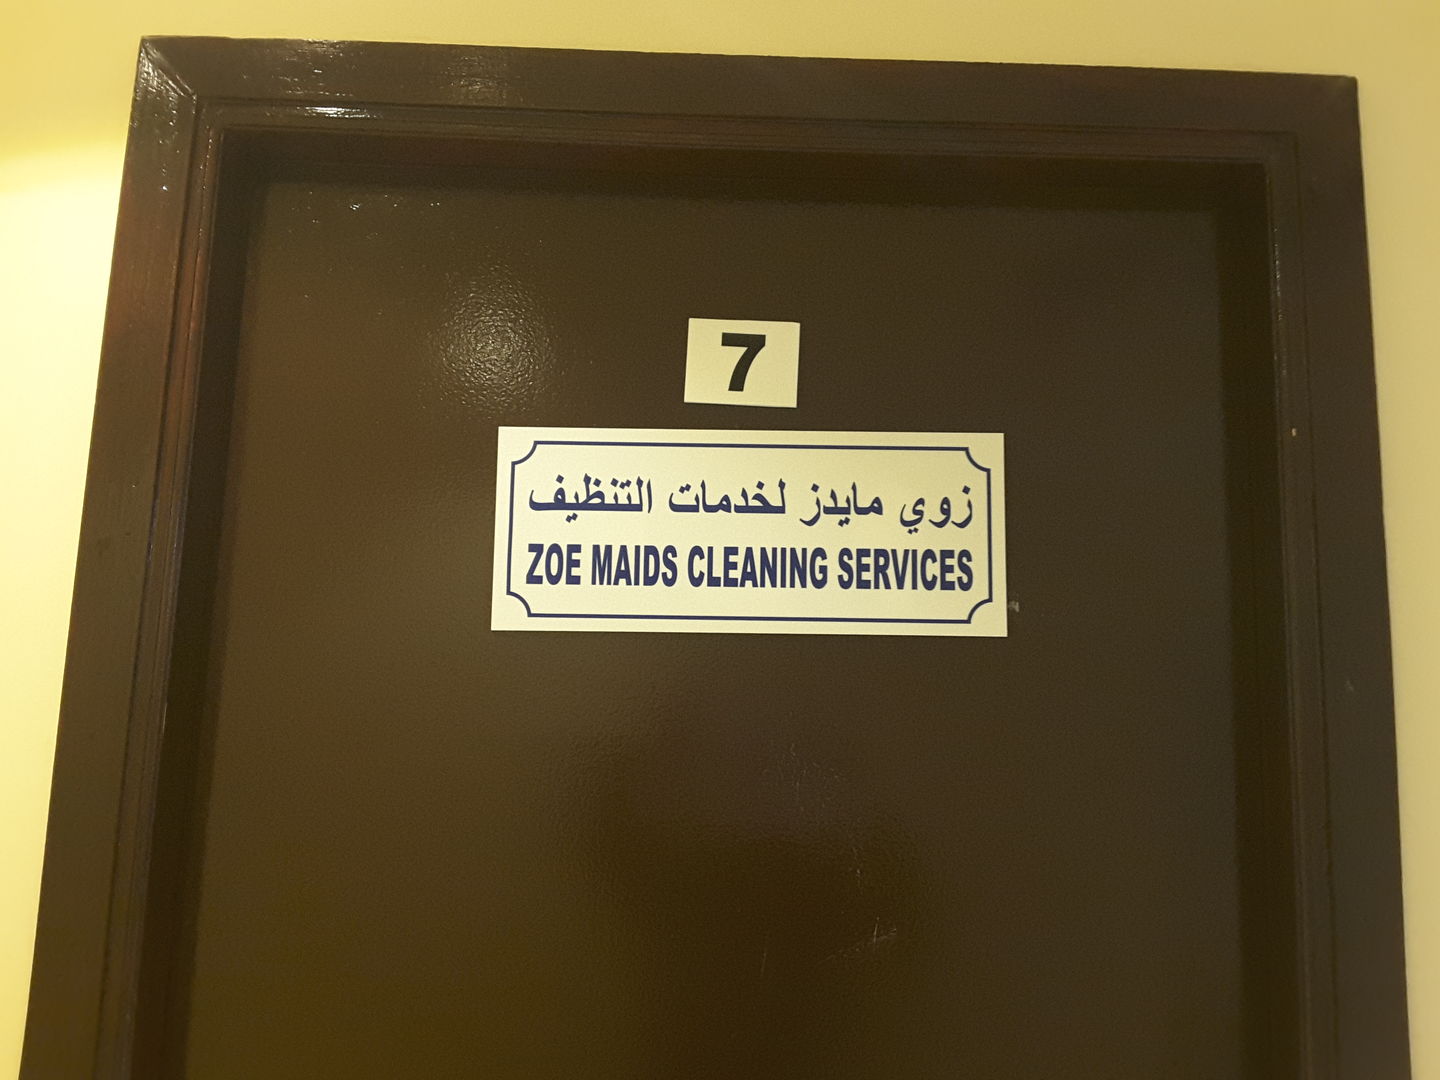 7
زوي مايدز لخدمات التنظيف
ZOE MAIDS CLEANING SERVICES